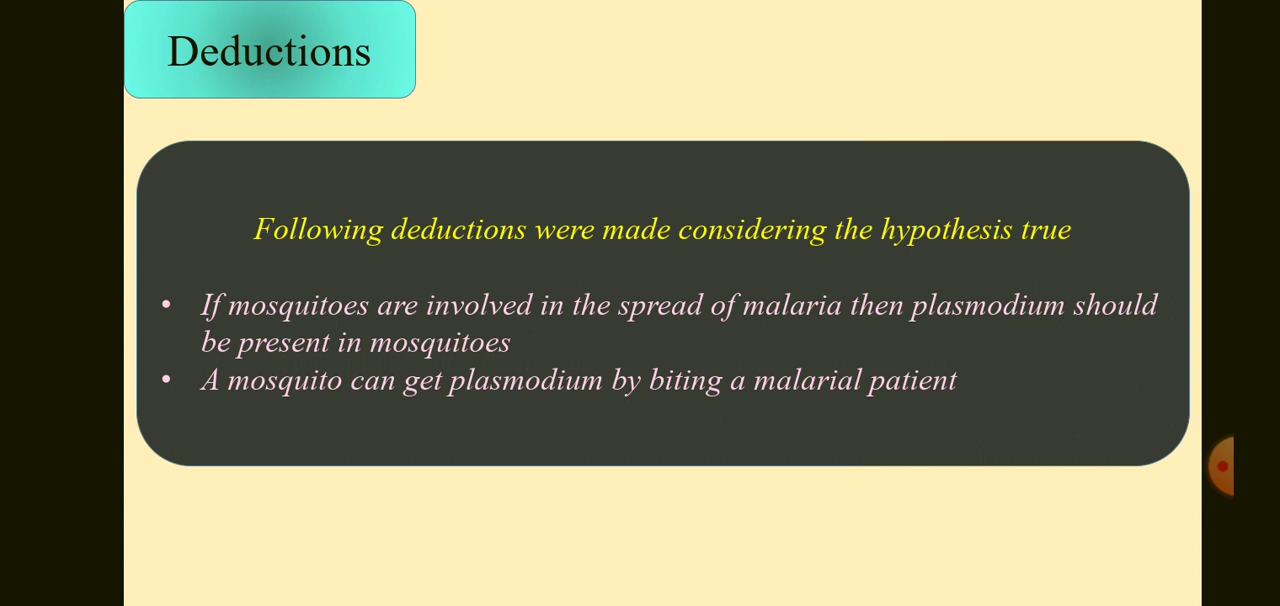 Deductions
Following deductions were made considering the hypothesis true
• If mosquitoes are involved in the spread of malaria then plasmodium should
be present in mosquitoes
• A mosquito can get plasmodium by biting a malarial patient